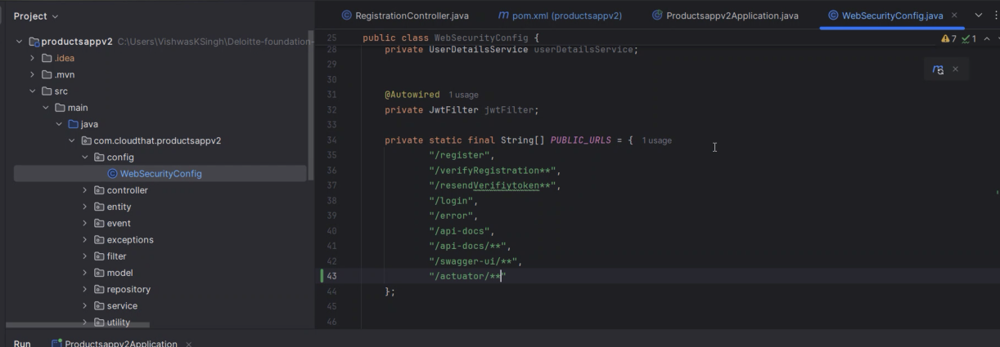 Project
RegistrationController.java
pom.xml (productsappv2)
Productsappv2Application.java
WebSecurityConfig.java
productsappv2 C:\Users\VishwasKSingh\Deloitte-foundation-
.idea
.mvn
src
main
java
com.cloudthat.productsappv2
config
WebSecurityConfig
controller
entity
event
exceptions
filter
model
repository
service
utility
7 1
25 public class WebSecurityConfig {
28 private UserDetailsService userDetailsService;
29
30
31 @Autowired 1 usage
32 private JwtFilter jwtFilter;
33
34 private static final String[] PUBLIC_URLS = { 1 usage
35 "/register",
36 "/verifyRegistration**",
37 "/resendVerifiytoken**",
38 "/login",
39 "/error",
40 "/api-docs",
41 "/api-docs/**",
42 "/swagger-ui/**",
43 "/actuator/**"
44 };
45
46
Run Productsappv2Application